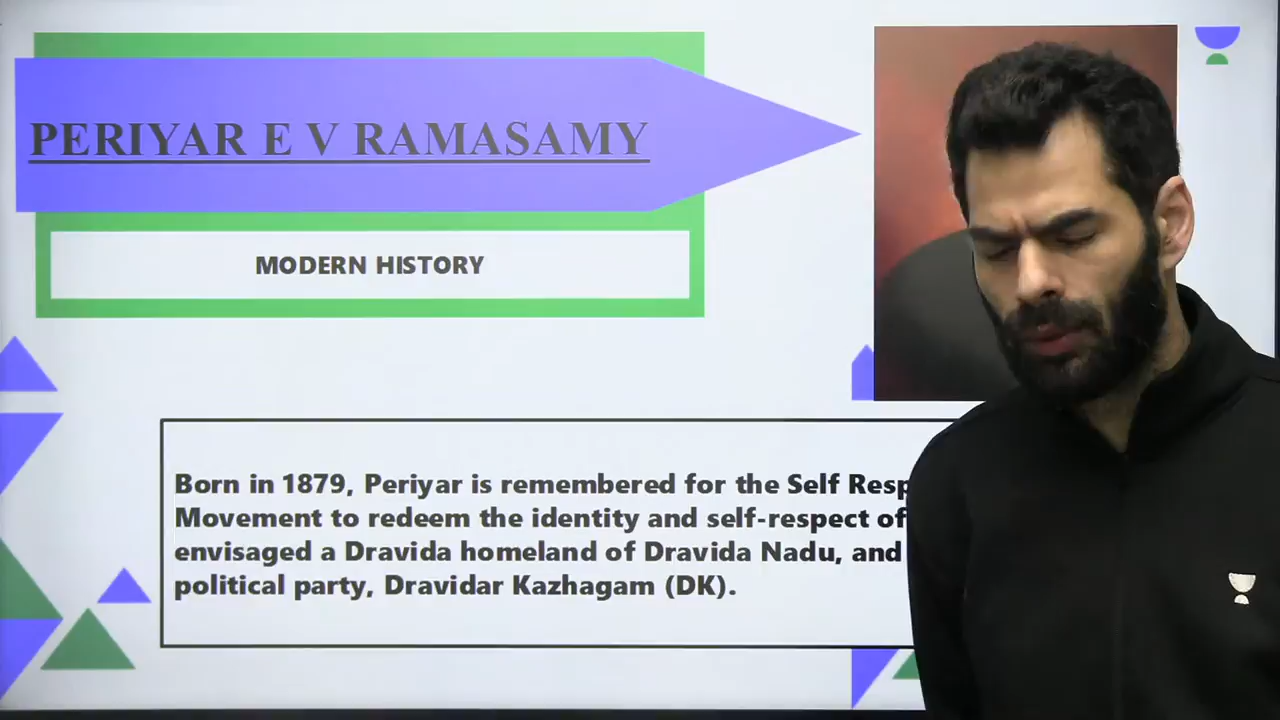 PERIYAR E V RAMASAMY
MODERN HISTORY
Born in 1879, Periyar is remembered for the Self
Movement to redeem the identity and self-respect of
envisaged a Dravida homeland of Dravida Nadu, and
political party, Dravidar Kazhagam (DK).